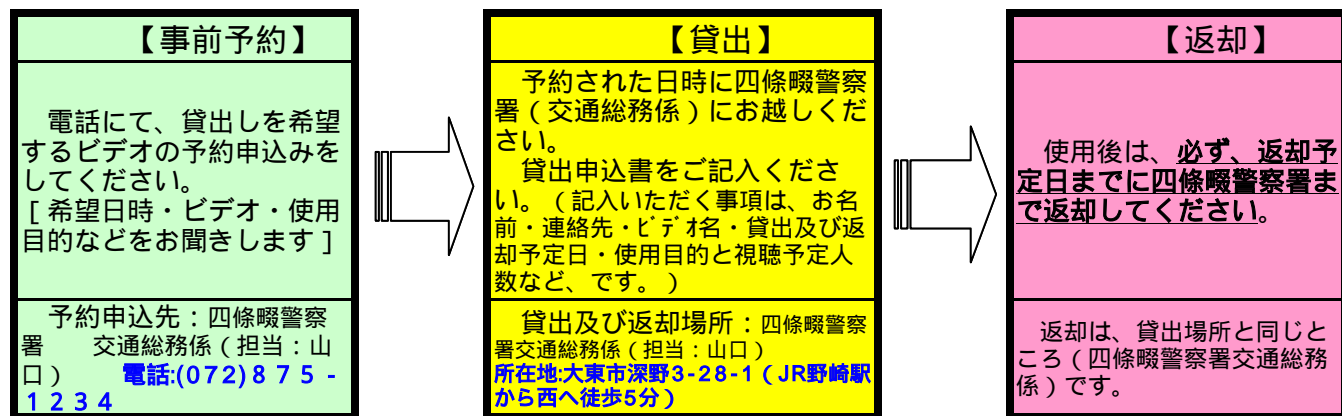 【事前予約】
電話にて、貸出しを希望
するビデオの予約申込みを
してください。
[希望日時・ビデオ・使用
目的などをお聞きします]
予約申込先：四條畷警察
署　　交通総務係（担当：山
口）　　電話:(072)８７５-
１２３４
【貸出】
予約された日時に四條畷警察
署（交通総務係）にお越しくだ
さい。
貸出申込書をご記入くださ
い。（記入いただく事項は、お名
前・連絡先・ﾋﾞﾃﾞｵ名・貸出及び返
却予定日・使用目的と視聴予定人
数など、です。）
貸出及び返却場所：四條畷警察
署交通総務係（担当：山口）
所在地:大東市深野3-28-1（JR野崎駅
から西へ徒歩5分）
【返却】
使用後は、必ず、返却予
定日までに四條畷警察署ま
で返却してください。
返却は、貸出場所と同じと
ころ（四條畷警察署交通総務
係）です。